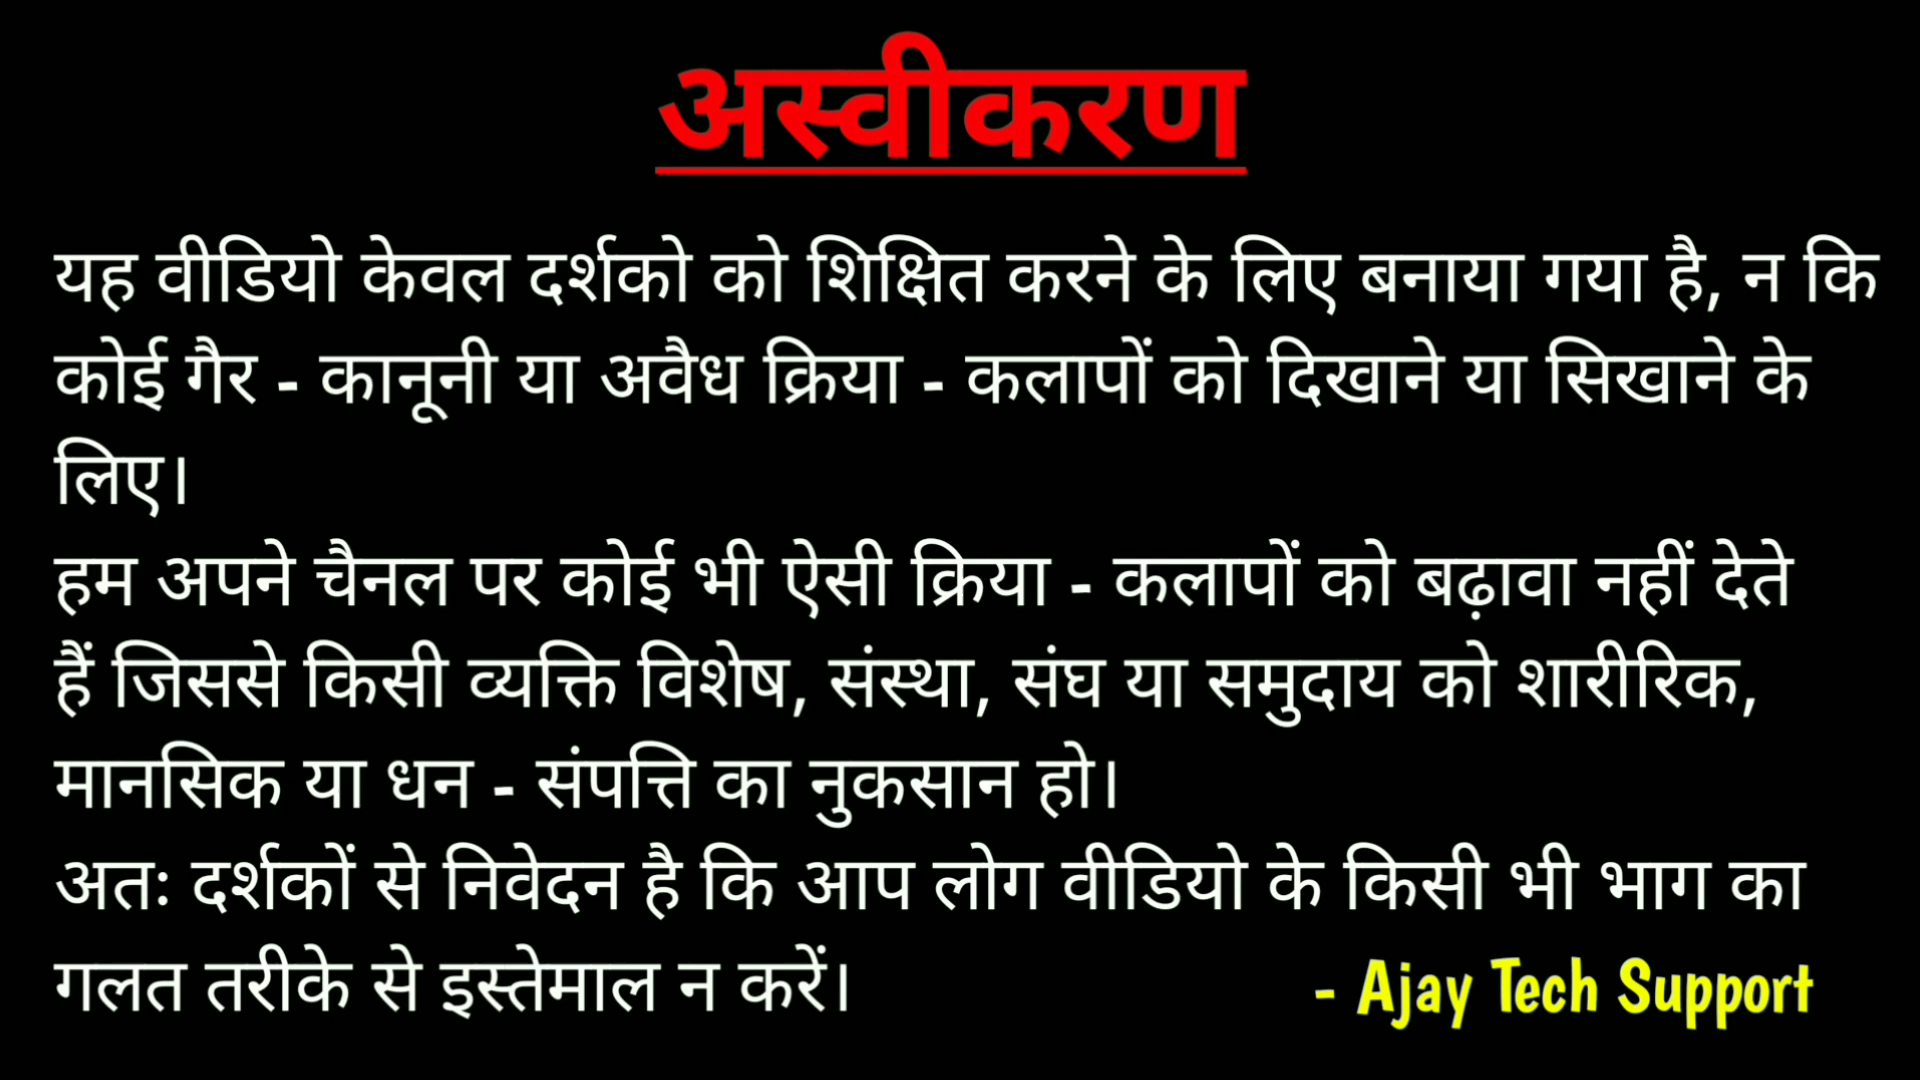 अस्वीकरण
यह वीडियो केवल दर्शको को शिक्षित करने के लिए बनाया गया है, न कि
कोई गैर - कानूनी या अवैध क्रिया - कलापों को दिखाने या सिखाने के
लिए।
हम अपने चैनल पर कोई भी ऐसी क्रिया - कलापों को बढ़ावा नहीं देते
हैं जिससे किसी व्यक्ति विशेष, संस्था, संघ या समुदाय को शारीरिक,
मानसिक या धन - संपत्ति का नुकसान हो।
अतः दर्शकों से निवेदन है कि आप लोग वीडियो के किसी भी भाग का
गलत तरीके से इस्तेमाल न करें। - Ajay Tech Support